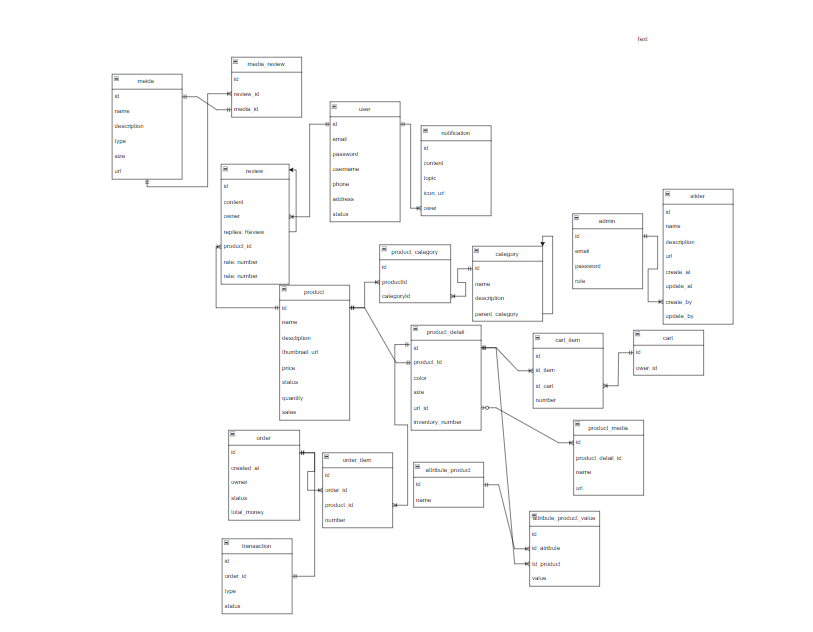 Text
media_review
id
review_id
media_id
meida
id
name
description
type
size
url
user
id
email
password
username
phone
address
status
notification
id
content
topic
icon_url
ower
review
id
content
owner
replies: Review
product_id
rate: number
rate: number
slider
id
name
description
url
create_at
update_at
create_by
update_by
admin
id
email
password
role
product_category
id
productId
categoryId
category
id
name
description
parent_category
product
id
name
desctiption
thumbtnail_url
price
status
quantity
sales
product_detail
id
product_id
color
size
url_id
inventory_number
cart_item
id
id_item
id_cart
number
cart
id
ower_id
product_media
id
product_detail_id
name
url
order
id
created_at
owner
status
total_money
order_item
id
order_id
product_id
number
attribute_product
id
name
attribute_product_value
id
id_atribute
id_product
value
transaction
id
order_id
type
status